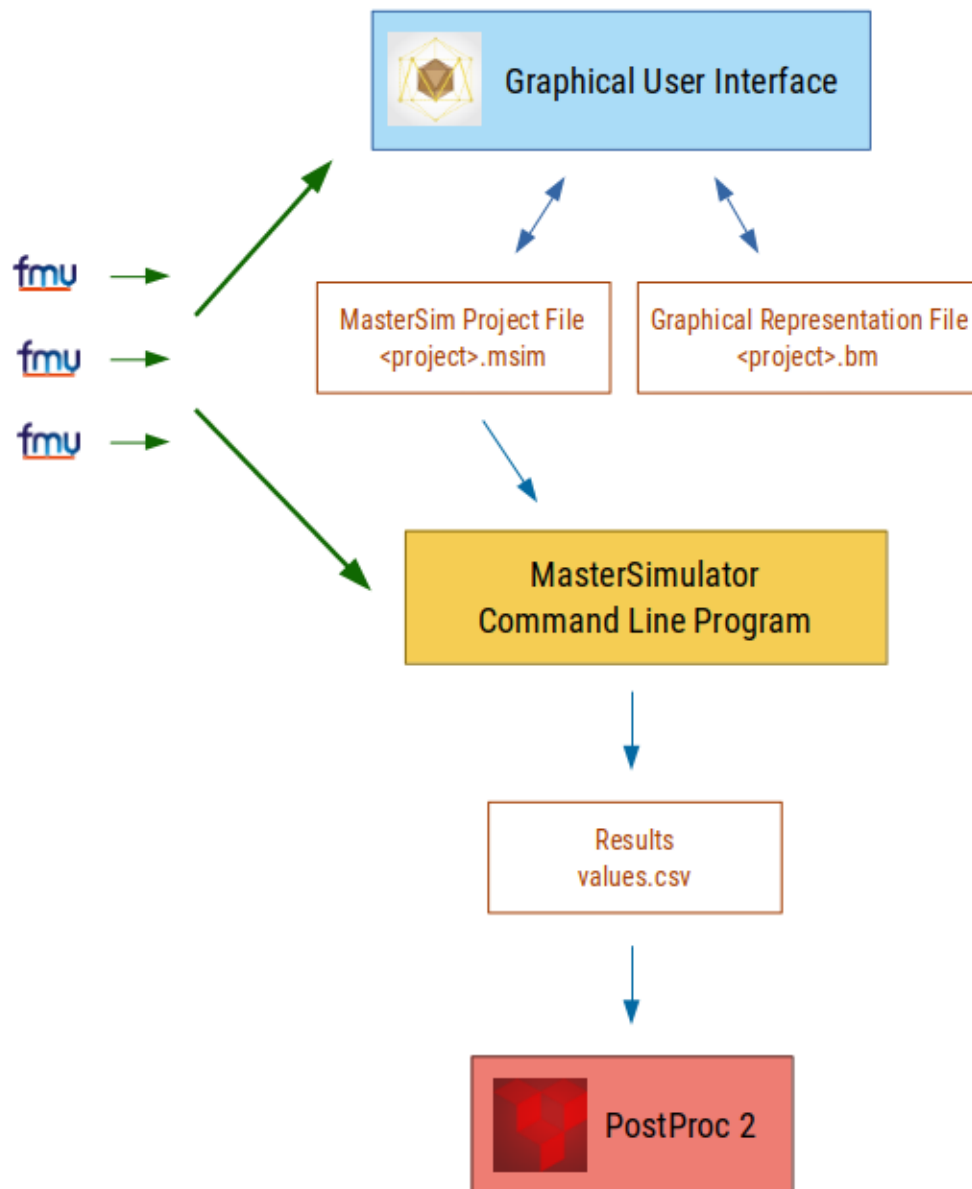 Graphical User Interface
fmu
fmu
fmu
MasterSim Project File
<project>.msim
Graphical Representation File
<project>.bm
MasterSimulator
Command Line Program
Results
values.csv
PostProc 2